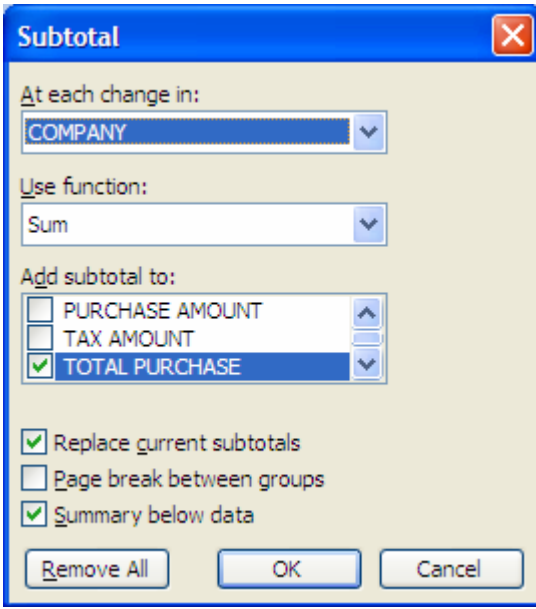 Subtotal
At each change in:
COMPANY
Use function:
Sum
Add subtotal to:
PURCHASE AMOUNT
TAX AMOUNT
TOTAL PURCHASE
Replace current subtotals
Page break between groups
Summary below data
Remove All OK Cancel